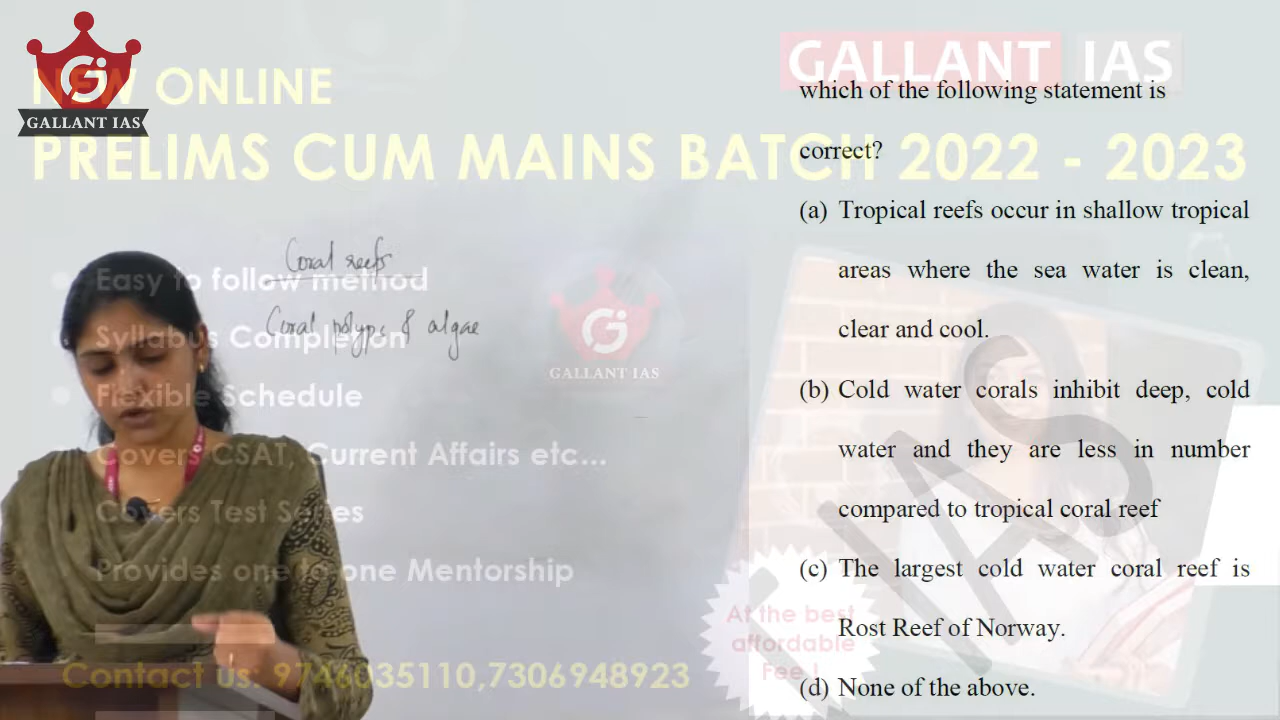 GALLANT IAS
NEW ONLINE
PRELIMS CUM MAINS BATCH 2022 - 2023
GALLANT IAS
which of the following statement is
correct?
(a) Tropical reefs occur in shallow tropical
areas where the sea water is clean,
clear and cool.
(b) Cold water corals inhibit deep, cold
water and they are less in number
compared to tropical coral reef
(c) The largest cold water coral reef is
Rost Reef of Norway.
(d) None of the above.
Coral reefs
Coral polyps & algae
GALLANT IAS
Easy to follow method
Syllabus Completion
Flexible Schedule
Covers CSAT, Current Affairs etc...
Covers Test Series
Provides one one Mentorship
Contact us: 9746035110,7306948923
At the best
affordable
Fee !
IAS